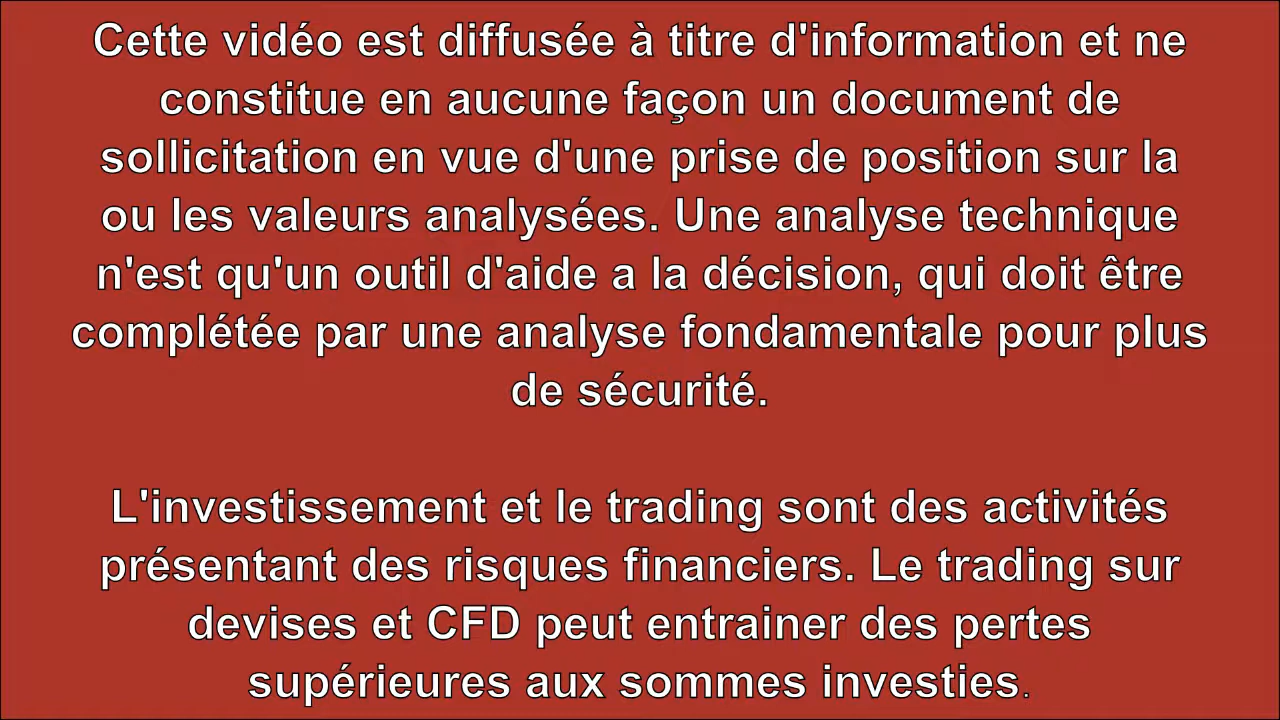 Cette vidéo est diffusée à titre d'information et ne
constitue en aucune façon un document de
sollicitation en vue d'une prise de position sur la
ou les valeurs analysées. Une analyse technique
n'est qu'un outil d'aide a la décision, qui doit être
complétée par une analyse fondamentale pour plus
de sécurité.
L'investissement et le trading sont des activités
présentant des risques financiers. Le trading sur
devises et CFD peut entrainer des pertes
supérieures aux sommes investies.